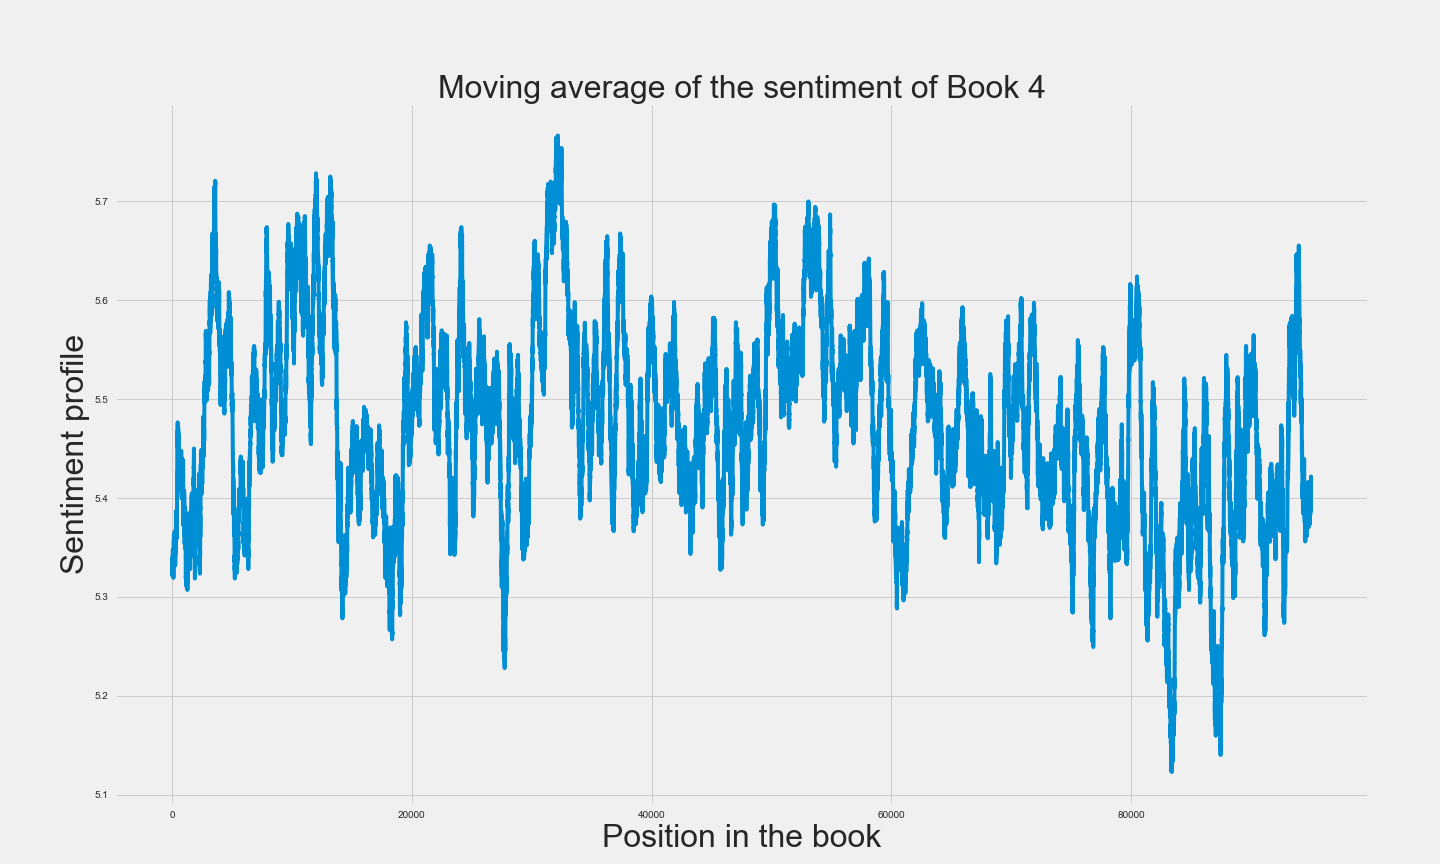 Moving average of the sentiment of Book 4
Sentiment profile
5.7
5.6
5.5
5.4
5.3
5.2
5.1
0 20000 40000 60000 80000
Position in the book